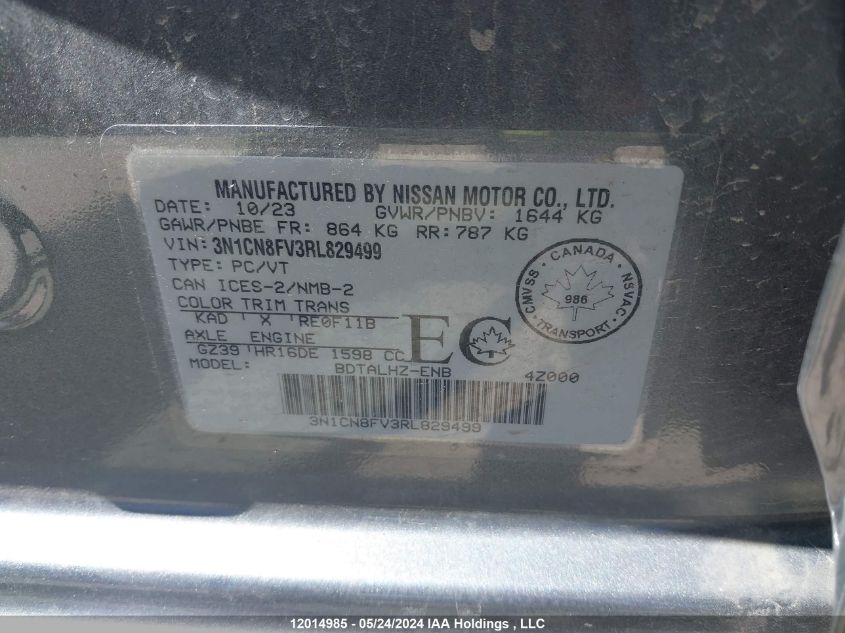 MANUFACTURED BY NISSAN MOTOR CO., LTD.
DATE: 10/23 GVWR/PNBV: 1644 KG
GAWR/PNBE FR: 864 KG RR: 787 KG
VIN: 3N1CN8FV3RL829499
TYPE: PC/VT
CAN ICES-2/NMB-2
COLOR TRIM TRANS
KAD ' X ' RE0F11B
AXLE ENGINE
GZ39 ' HR16DE 1598 CC
MODEL: BDTALHZ-ENB 4Z000
3N1CN8FV3RL829499
EC
CMVSS · CANADA · NSVAC · TRANSPORT ·
986
12014985 - 05/24/2024 IAA Holdings , LLC